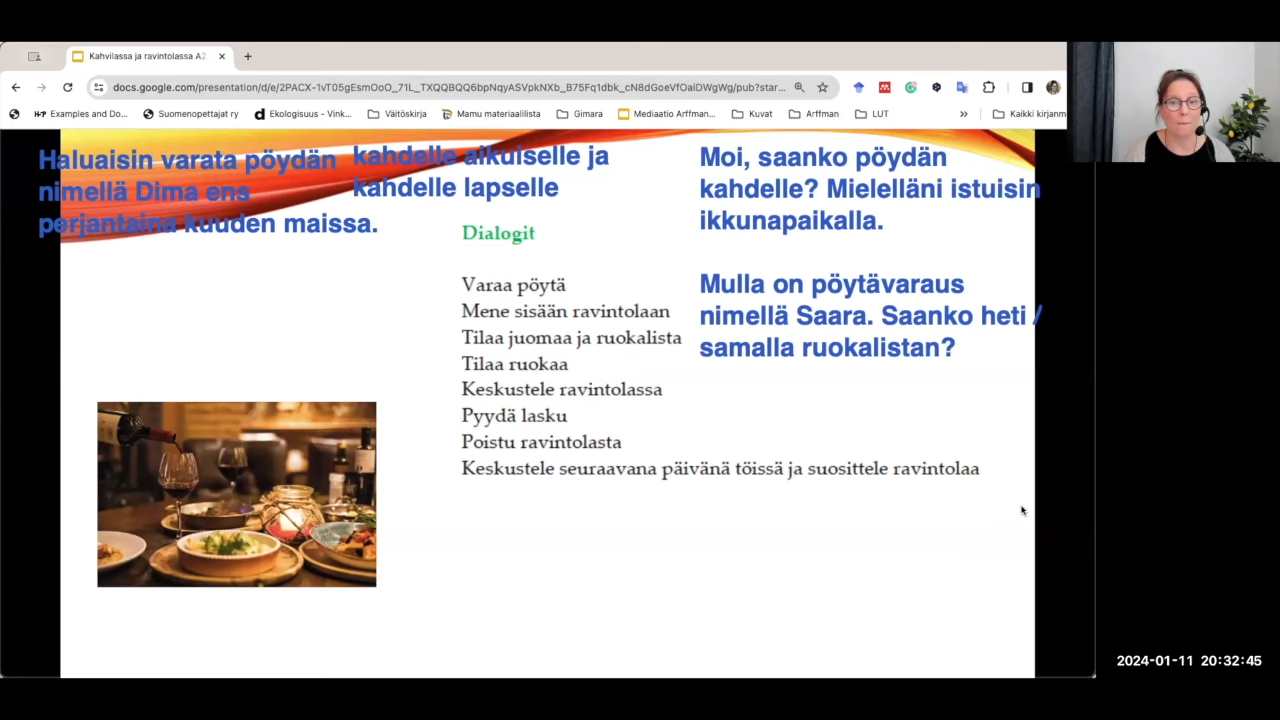 Kahvilassa ja ravintolassa A2
docs.google.com/presentation/d/e/2PACX-1vT05gEsmOoO_71L_TXQQBQQ6bpNqyASVpkNXb_B75Fq1dbk_cN8dGoeVfOaiDWgWg/pub?star...
Examples and Do...
Suomenopettajat ry
Ekologisuus - Vink...
Väitöskirja
Mamu materiaalilista
Gimara
Mediaatio Arffman...
Kuvat
Arffman
LUT
»
Kaikki kirjanm
Haluaisin varata pöydän
nimellä Dima ens
perjantaina kuuden maissa.
kahdelle aikuiselle ja
kahdelle lapselle
Moi, saanko pöydän
kahdelle? Mielelläni istuisin
ikkunapaikalla.
Mulla on pöytävaraus
nimellä Saara. Saanko heti /
samalla ruokalistan?
Dialogit
Varaa pöytä
Mene sisään ravintolaan
Tilaa juomaa ja ruokalista
Tilaa ruokaa
Keskustele ravintolassa
Pyydä lasku
Poistu ravintolasta
Keskustele seuraavana päivänä töissä ja suosittele ravintolaa
2024-01-11 20:32:45